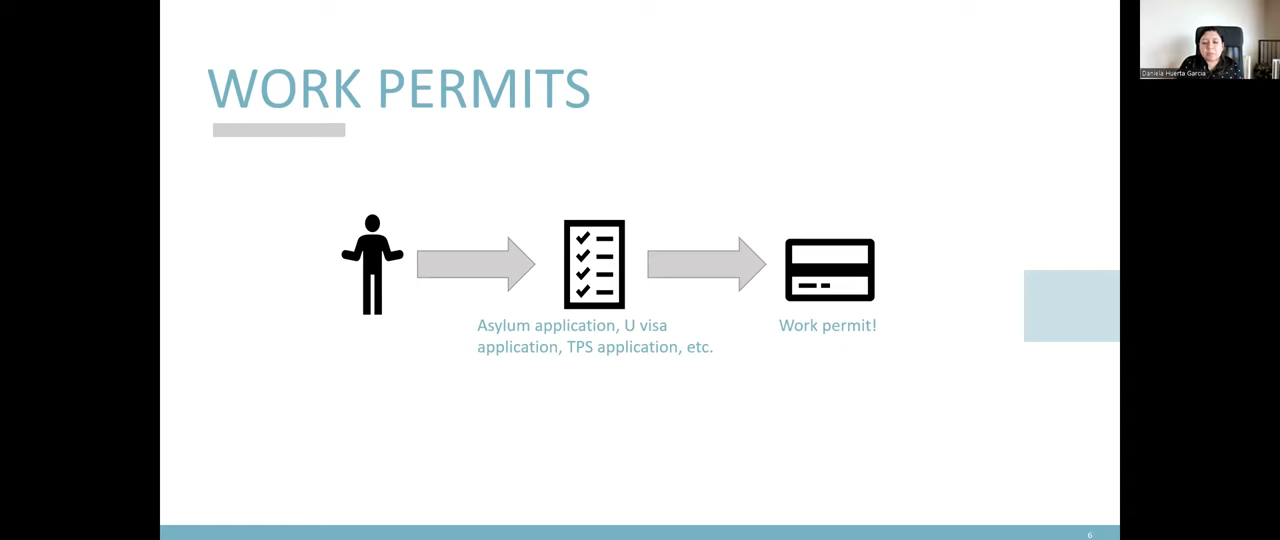 WORK PERMITS
Daniela Huerta Garcia
Asylum application, U visa
application, TPS application, etc.
Work permit!
6